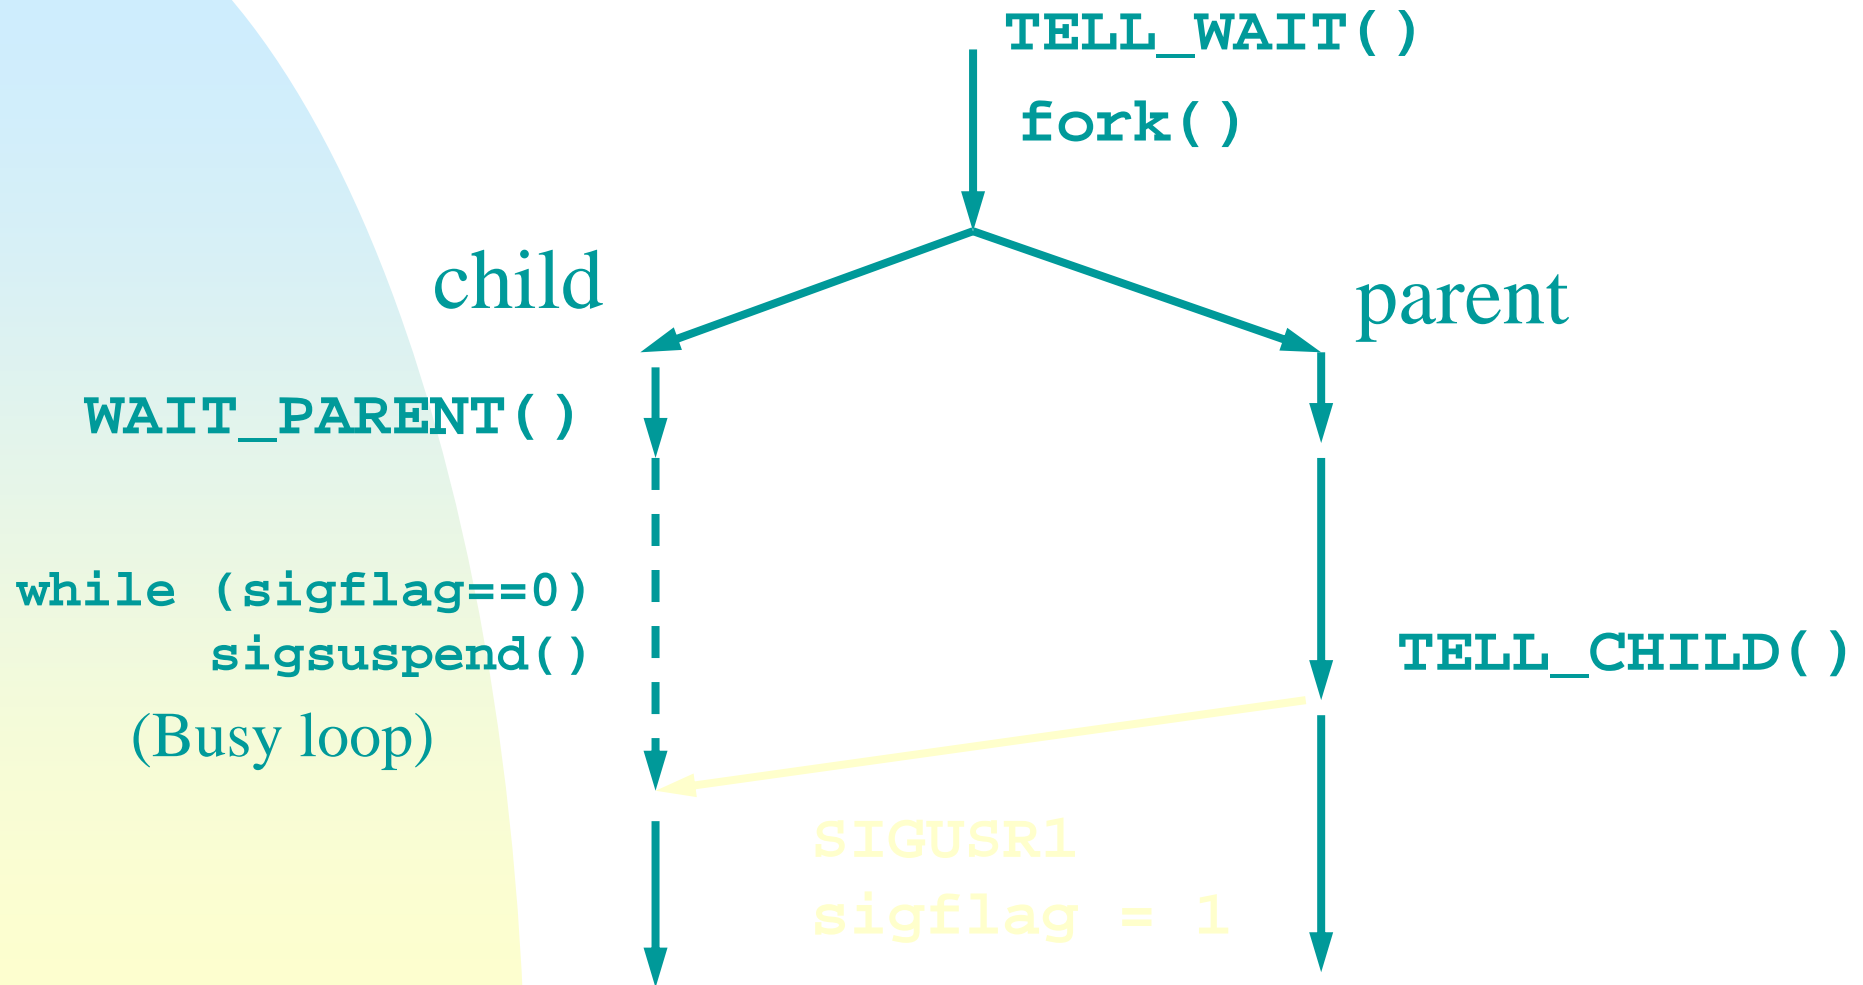 TELL_WAIT()
fork()
child
parent
WAIT_PARENT()
while (sigflag==0)
sigsuspend()
TELL_CHILD()
(Busy loop)
SIGUSR1
sigflag = 1